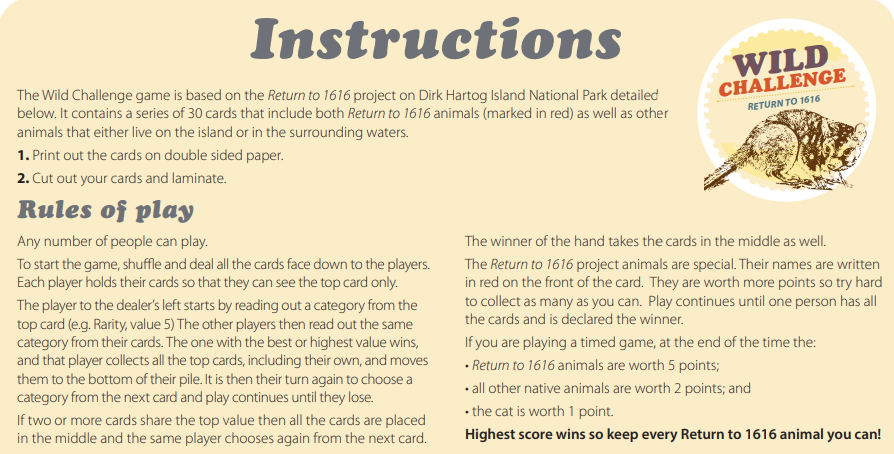 Instructions
WILD
CHALLENGE
RETURN TO 1616
The Wild Challenge game is based on the Return to 1616 project on Dirk Hartog Island National Park detailed
below. It contains a series of 30 cards that include both Return to 1616 animals (marked in red) as well as other
animals that either live on the island or in the surrounding waters.
1. Print out the cards on double sided paper.
2. Cut out your cards and laminate.
Rules of play
Any number of people can play.
To start the game, shuffle and deal all the cards face down to the players.
Each player holds their cards so that they can see the top card only.
The player to the dealer's left starts by reading out a category from the
top card (e.g. Rarity, value 5) The other players then read out the same
category from their cards. The one with the best or highest value wins,
and that player collects all the top cards, including their own, and moves
them to the bottom of their pile. It is then their turn again to choose a
category from the next card and play continues until they lose.
If two or more cards share the top value then all the cards are placed
in the middle and the same player chooses again from the next card.
The winner of the hand takes the cards in the middle as well.
The Return to 1616 project animals are special. Their names are written
in red on the front of the card. They are worth more points so try hard
to collect as many as you can. Play continues until one person has all
the cards and is declared the winner.
If you are playing a timed game, at the end of the time the:
• Return to 1616 animals are worth 5 points;
• all other native animals are worth 2 points; and
• the cat is worth 1 point.
Highest score wins so keep every Return to 1616 animal you can!